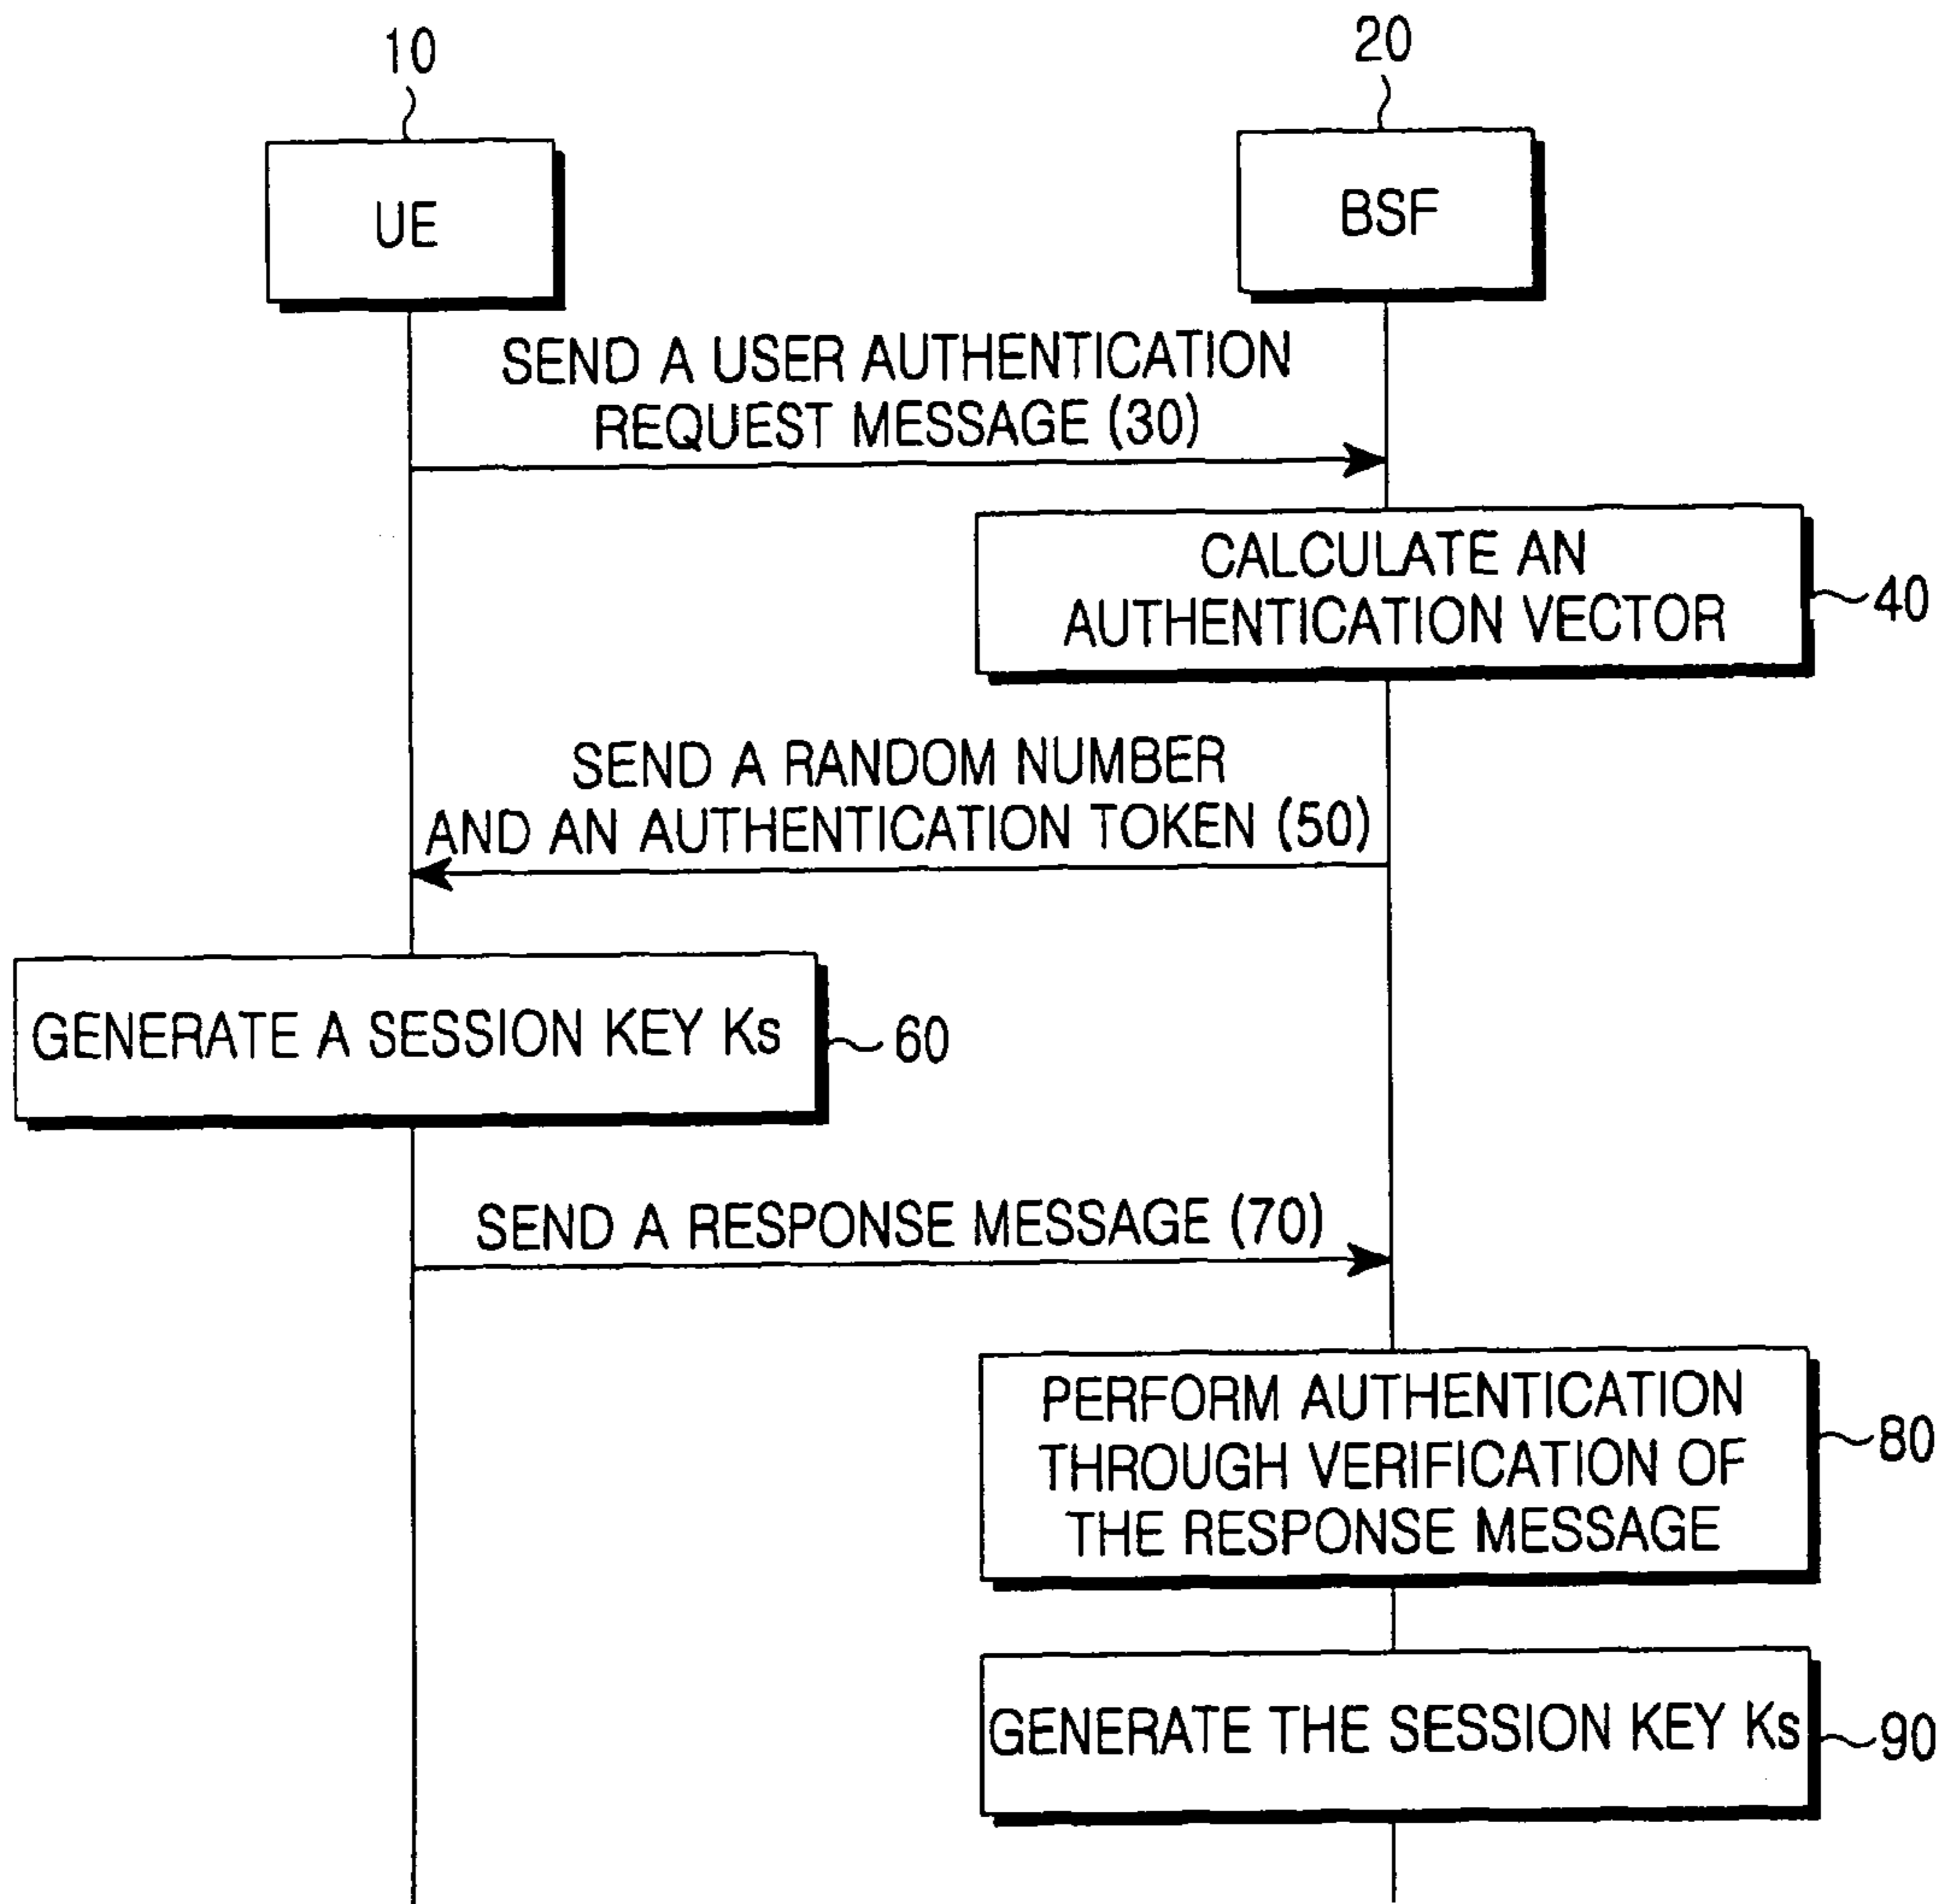 10
20
UE
BSF
SEND A USER AUTHENTICATION
REQUEST MESSAGE (30)
CALCULATE AN
AUTHENTICATION VECTOR
40
SEND A RANDOM NUMBER
AND AN AUTHENTICATION TOKEN (50)
GENERATE A SESSION KEY Ks
60
SEND A RESPONSE MESSAGE (70)
PERFORM AUTHENTICATION
THROUGH VERIFICATION OF
THE RESPONSE MESSAGE
80
GENERATE THE SESSION KEY Ks
90